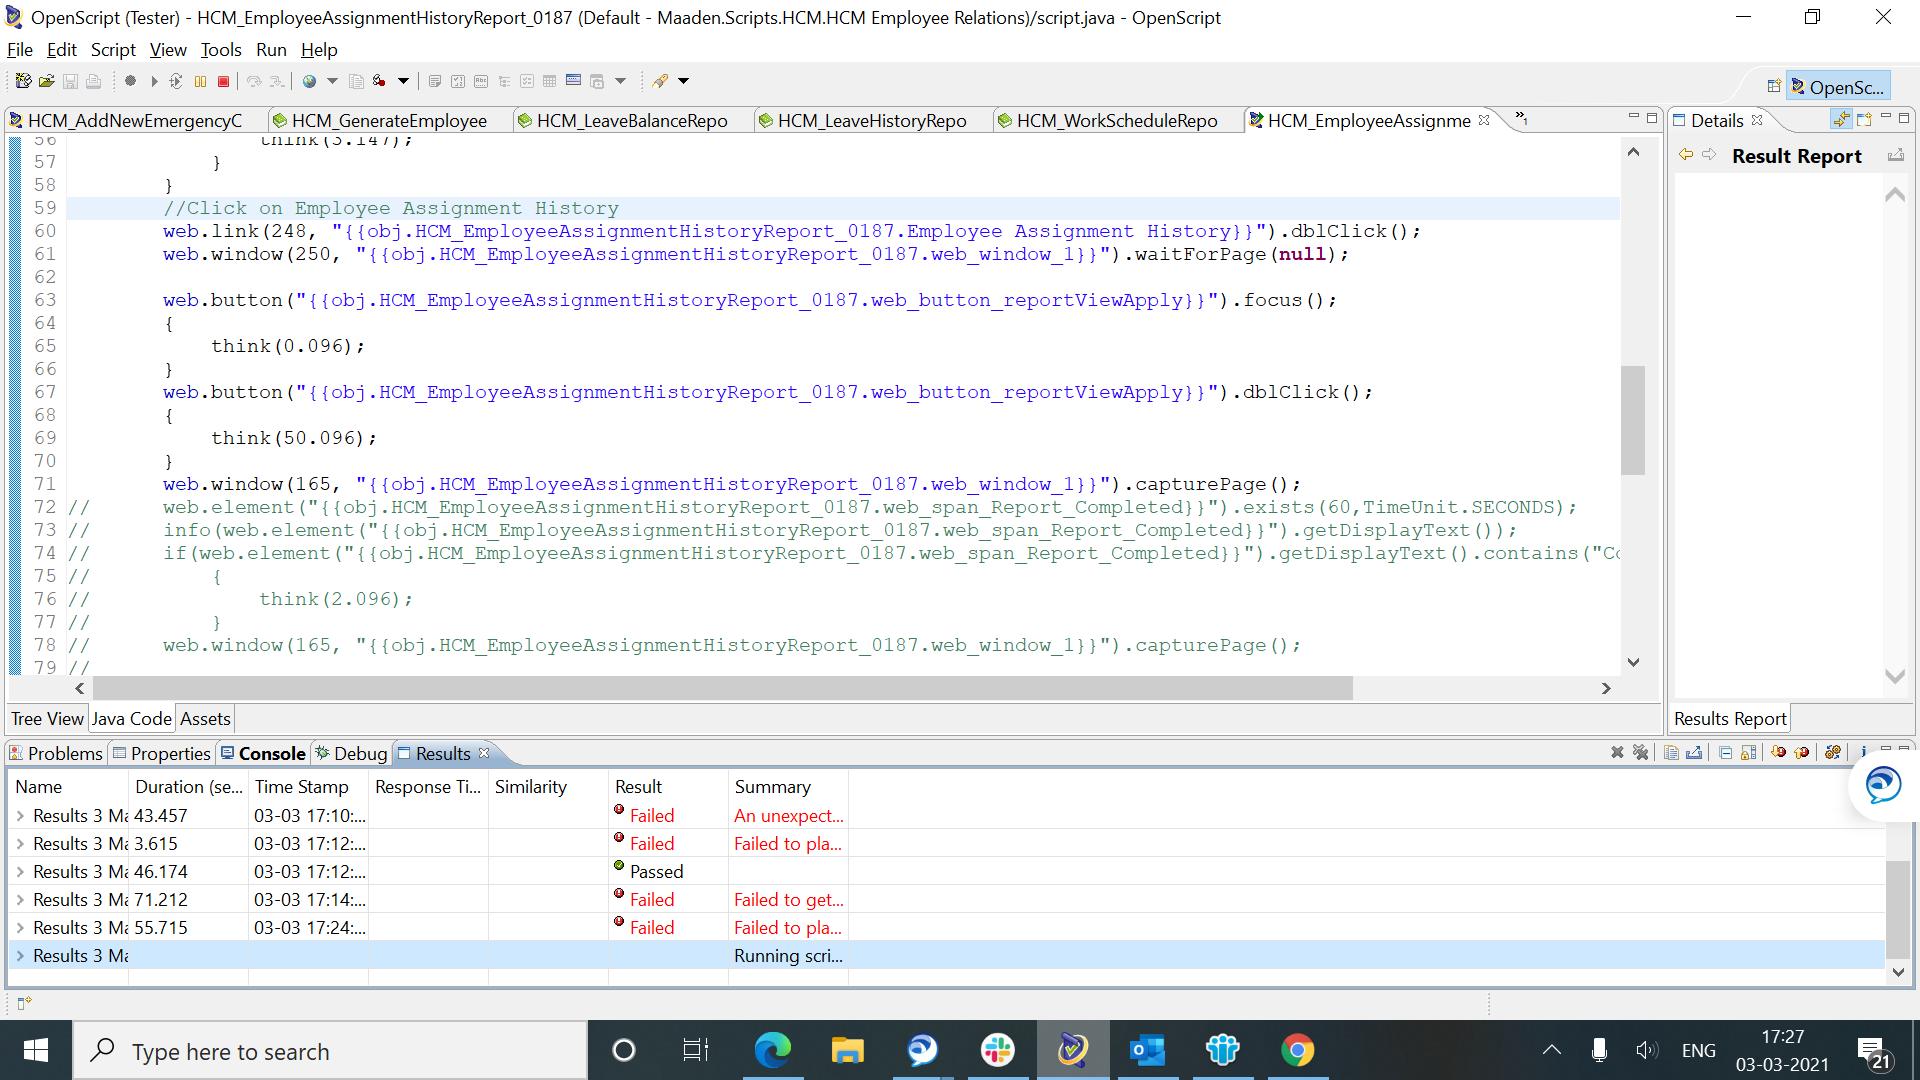 OpenScript (Tester) - HCM_EmployeeAssignmentHistoryReport_0187 (Default - Maaden.Scripts.HCM.HCM Employee Relations)/script.java - OpenScript
File Edit Script View Tools Run Help
OpenSc...
HCM_AddNewEmergencyC HCM_GenerateEmployee HCM_LeaveBalanceRepo HCM_LeaveHistoryRepo HCM_WorkScheduleRepo HCM_EmployeeAssignme »1 Details
Result Report
56 think(3.147);
57 }
58 }
59 //Click on Employee Assignment History
60 web.link(248, "{{obj.HCM_EmployeeAssignmentHistoryReport_0187.Employee Assignment History}}").dblClick();
61 web.window(250, "{{obj.HCM_EmployeeAssignmentHistoryReport_0187.web_window_1}}").waitForPage(null);
62
63 web.button("{{obj.HCM_EmployeeAssignmentHistoryReport_0187.web_button_reportViewApply}}").focus();
64 {
65 think(0.096);
66 }
67 web.button("{{obj.HCM_EmployeeAssignmentHistoryReport_0187.web_button_reportViewApply}}").dblClick();
68 {
69 think(50.096);
70 }
71 web.window(165, "{{obj.HCM_EmployeeAssignmentHistoryReport_0187.web_window_1}}").capturePage();
72 // web.element("{{obj.HCM_EmployeeAssignmentHistoryReport_0187.web_span_Report_Completed}}").exists(60,TimeUnit.SECONDS);
73 // info(web.element("{{obj.HCM_EmployeeAssignmentHistoryReport_0187.web_span_Report_Completed}}").getDisplayText());
74 // if(web.element("{{obj.HCM_EmployeeAssignmentHistoryReport_0187.web_span_Report_Completed}}").getDisplayText().contains("Co
75 // {
76 // think(2.096);
77 // }
78 // web.window(165, "{{obj.HCM_EmployeeAssignmentHistoryReport_0187.web_window_1}}").capturePage();
79 //
Tree View Java Code Assets
Results Report
Problems Properties Console Debug Results
Name Duration (se... Time Stamp Response Ti... Similarity Result Summary
Results 3 Ma 43.457 03-03 17:10:... Failed An unexpect...
Results 3 Ma 3.615 03-03 17:12:... Failed Failed to pla...
Results 3 Ma 46.174 03-03 17:12:... Passed
Results 3 Ma 71.212 03-03 17:14:... Failed Failed to get...
Results 3 Ma 55.715 03-03 17:24:... Failed Failed to pla...
Results 3 Ma Running scri...
Type here to search
ENG
17:27
03-03-2021
21